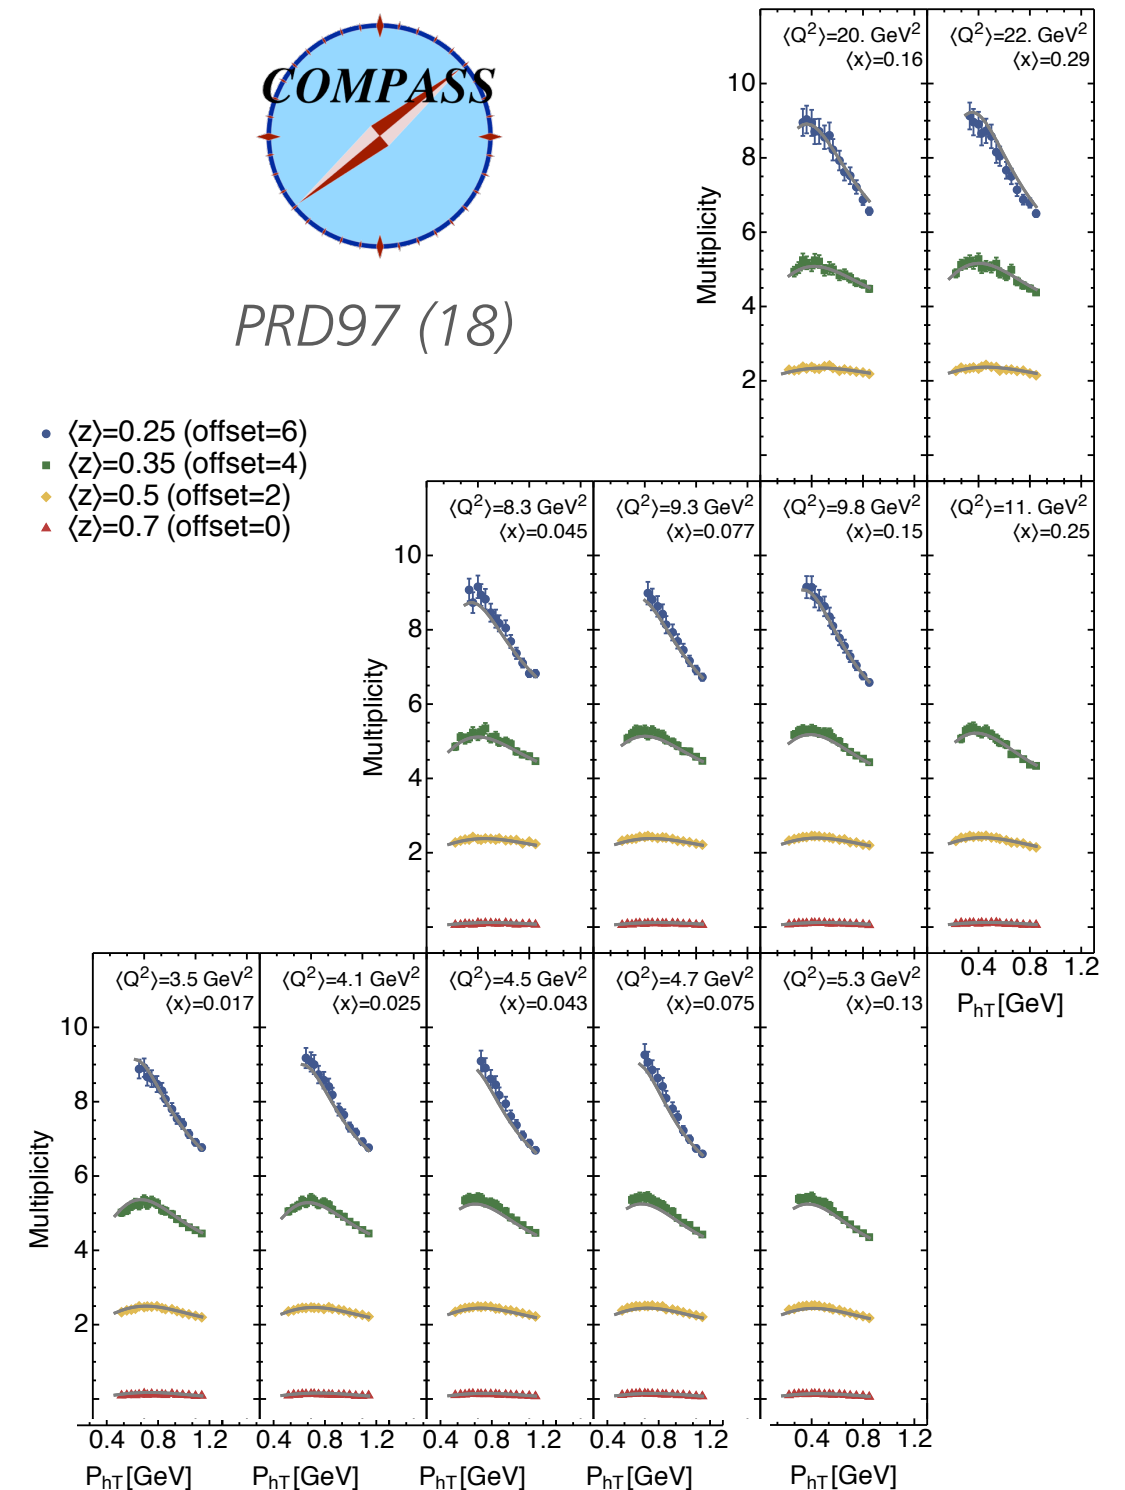 COMPASS
PRD97 (18)
⟨z⟩=0.25 (offset=6)
⟨z⟩=0.35 (offset=4)
⟨z⟩=0.5 (offset=2)
⟨z⟩=0.7 (offset=0)
⟨Q²⟩=20. GeV²
⟨x⟩=0.16
⟨Q²⟩=22. GeV²
⟨x⟩=0.29
10
8
6
4
2
Multiplicity
⟨Q²⟩=8.3 GeV²
⟨x⟩=0.045
⟨Q²⟩=9.3 GeV²
⟨x⟩=0.077
⟨Q²⟩=9.8 GeV²
⟨x⟩=0.15
⟨Q²⟩=11. GeV²
⟨x⟩=0.25
10
8
6
4
2
Multiplicity
0.4 0.8 1.2
P_hT[GeV]
⟨Q²⟩=3.5 GeV²
⟨x⟩=0.017
⟨Q²⟩=4.1 GeV²
⟨x⟩=0.025
⟨Q²⟩=4.5 GeV²
⟨x⟩=0.043
⟨Q²⟩=4.7 GeV²
⟨x⟩=0.075
⟨Q²⟩=5.3 GeV²
⟨x⟩=0.13
10
8
6
4
2
Multiplicity
0.4 0.8 1.2 0.4 0.8 1.2 0.4 0.8 1.2 0.4 0.8 1.2 0.4 0.8 1.2
P_hT[GeV] P_hT[GeV] P_hT[GeV] P_hT[GeV] P_hT[GeV]